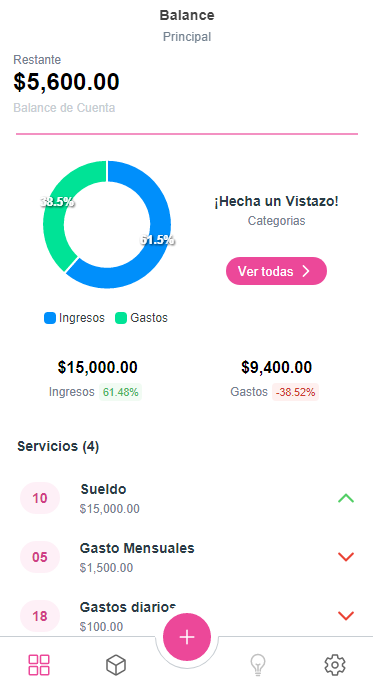 Balance
Principal
Restante
$5,600.00
Balance de Cuenta
38.5%
61.5%
¡Hecha un Vistazo!
Categorias
Ver todas
Ingresos
Gastos
$15,000.00
$9,400.00
Ingresos 61.48%
Gastos -38.52%
Servicios (4)
10
Sueldo
$15,000.00
05
Gasto Mensuales
$1,500.00
18
Gastos diarios
$100.00